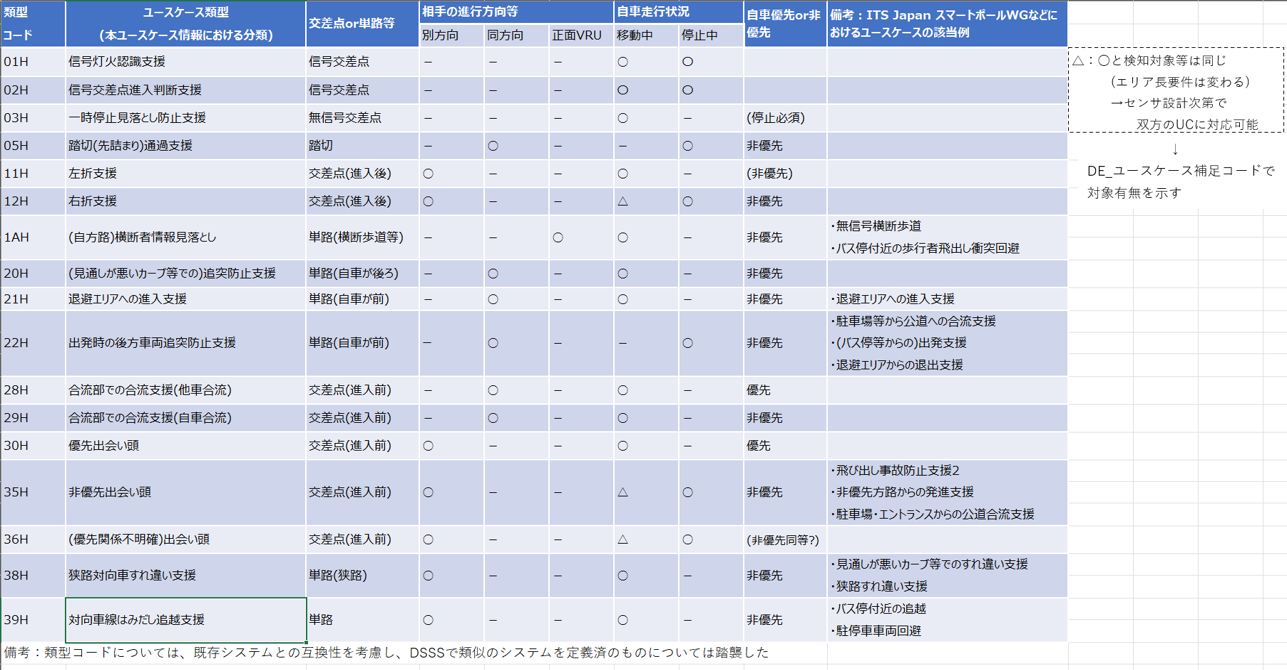 類型コード ユースケース類型(本ユースケース情報における分類) 交差点or単路等 相手の進行方向等 自車走行状況 自車優先or非優先 備考：ITS Japan スマートポールWGなどにおけるユースケースの該当例
別方向 同方向 正面VRU 移動中 停止中
01H 信号灯火認識支援 信号交差点 － － － 〇 〇
02H 信号交差点進入判断支援 信号交差点 － － － 〇 〇
03H 一時停止見落とし防止支援 無信号交差点 － － － 〇 － (停止必須)
05H 踏切(先詰まり)通過支援 踏切 － 〇 － － 〇 非優先
11H 左折支援 交差点(進入後) 〇 － － 〇 － (非優先)
12H 右折支援 交差点(進入後) 〇 － － △ 〇 非優先
1AH (自方路)横断者情報見落とし 単路(横断歩道等) － － 〇 〇 － 非優先 ・無信号横断歩道
・バス停付近の歩行者飛出し衝突回避
20H (見通しが悪いカーブ等での)追突防止支援 単路(自車が後ろ) － 〇 － 〇 － 非優先
21H 退避エリアへの進入支援 単路(自車が前) － 〇 － 〇 － 非優先 ・退避エリアへの進入支援
22H 出発時の後方車両追突防止支援 単路(自車が前) － 〇 － － 〇 非優先 ・駐車場等から公道への合流支援
・(バス停等からの)出発支援
・退避エリアからの退出支援
28H 合流部での合流支援(他車合流) 交差点(進入前) － 〇 － 〇 － 優先
29H 合流部での合流支援(自車合流) 交差点(進入前) － 〇 － 〇 － 非優先
30H 優先出会い頭 交差点(進入前) 〇 － － 〇 － 優先
35H 非優先出会い頭 交差点(進入前) 〇 － － △ 〇 非優先 ・飛び出し事故防止支援2
・非優先方路からの発進支援
・駐車場・エントランスからの公道合流支援
36H (優先関係不明確)出会い頭 交差点(進入前) 〇 － － △ 〇 (非優先同等?)
38H 狭路対向車すれ違い支援 単路(狭路) 〇 － － 〇 － 非優先 ・見通しが悪いカーブ等でのすれ違い支援
・狭路すれ違い支援
39H 対向車線はみだし追越支援 単路 〇 － － 〇 － 非優先 ・バス停付近の追越
・駐停車車両回避
備考：類型コードについては、既存システムとの互換性を考慮し、DSSSで類似のシステムを定義済のものについては踏襲した
△：〇と検知対象等は同じ
(エリア長要件は変わる)
→センサ設計次第で
双方のUCに対応可能
↓
DE_ユースケース補足コードで
対象有無を示す